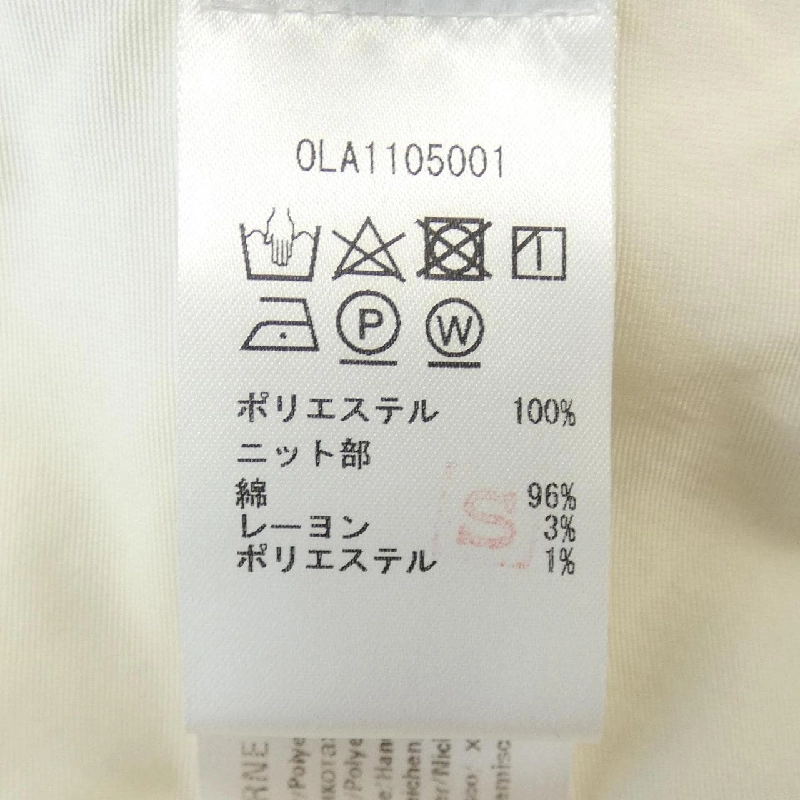 OLA1105001
P W
ポリエステル 100%
ニット部
綿 96%
レーヨン 3%
ポリエステル 1%
S